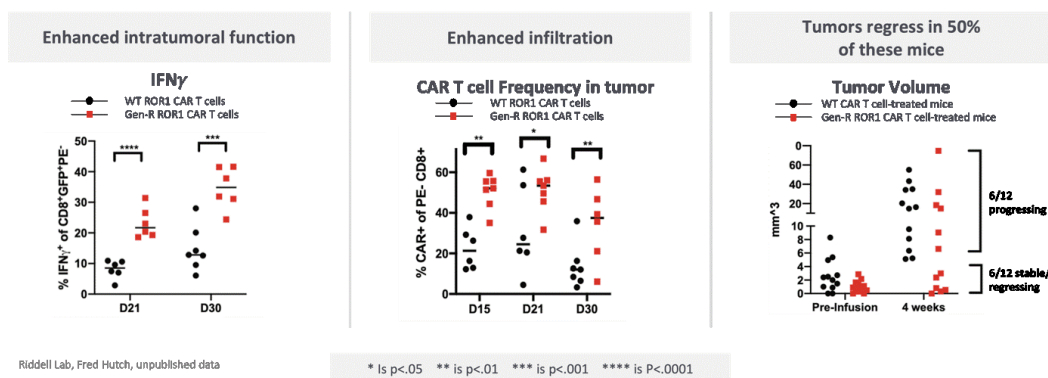 Enhanced intratumoral function
IFNγ
WT ROR1 CAR T cells
Gen-R ROR1 CAR T cells
% IFNγ⁺ of CD8⁺GFP⁺PE⁻
50
40
30
20
10
0
****
***
D21
D30
Enhanced infiltration
CAR T cell Frequency in tumor
WT ROR1 CAR T cells
Gen-R ROR1 CAR T cells
% CAR+ of PE- CD8+
60
40
20
0
**
*
**
D15
D21
D30
Tumors regress in 50%
of these mice
Tumor Volume
WT CAR T cell-treated mice
Gen-R ROR1 CAR T cell-treated mice
mm^3
0
60
40
20
10
8
6
4
2
0
6/12
progressing
6/12 stable/
regressing
Pre-Infusion
4 weeks
Riddell Lab, Fred Hutch, unpublished data
* Is p<.05 ** is p<.01 *** is p<.001 **** is P<.0001